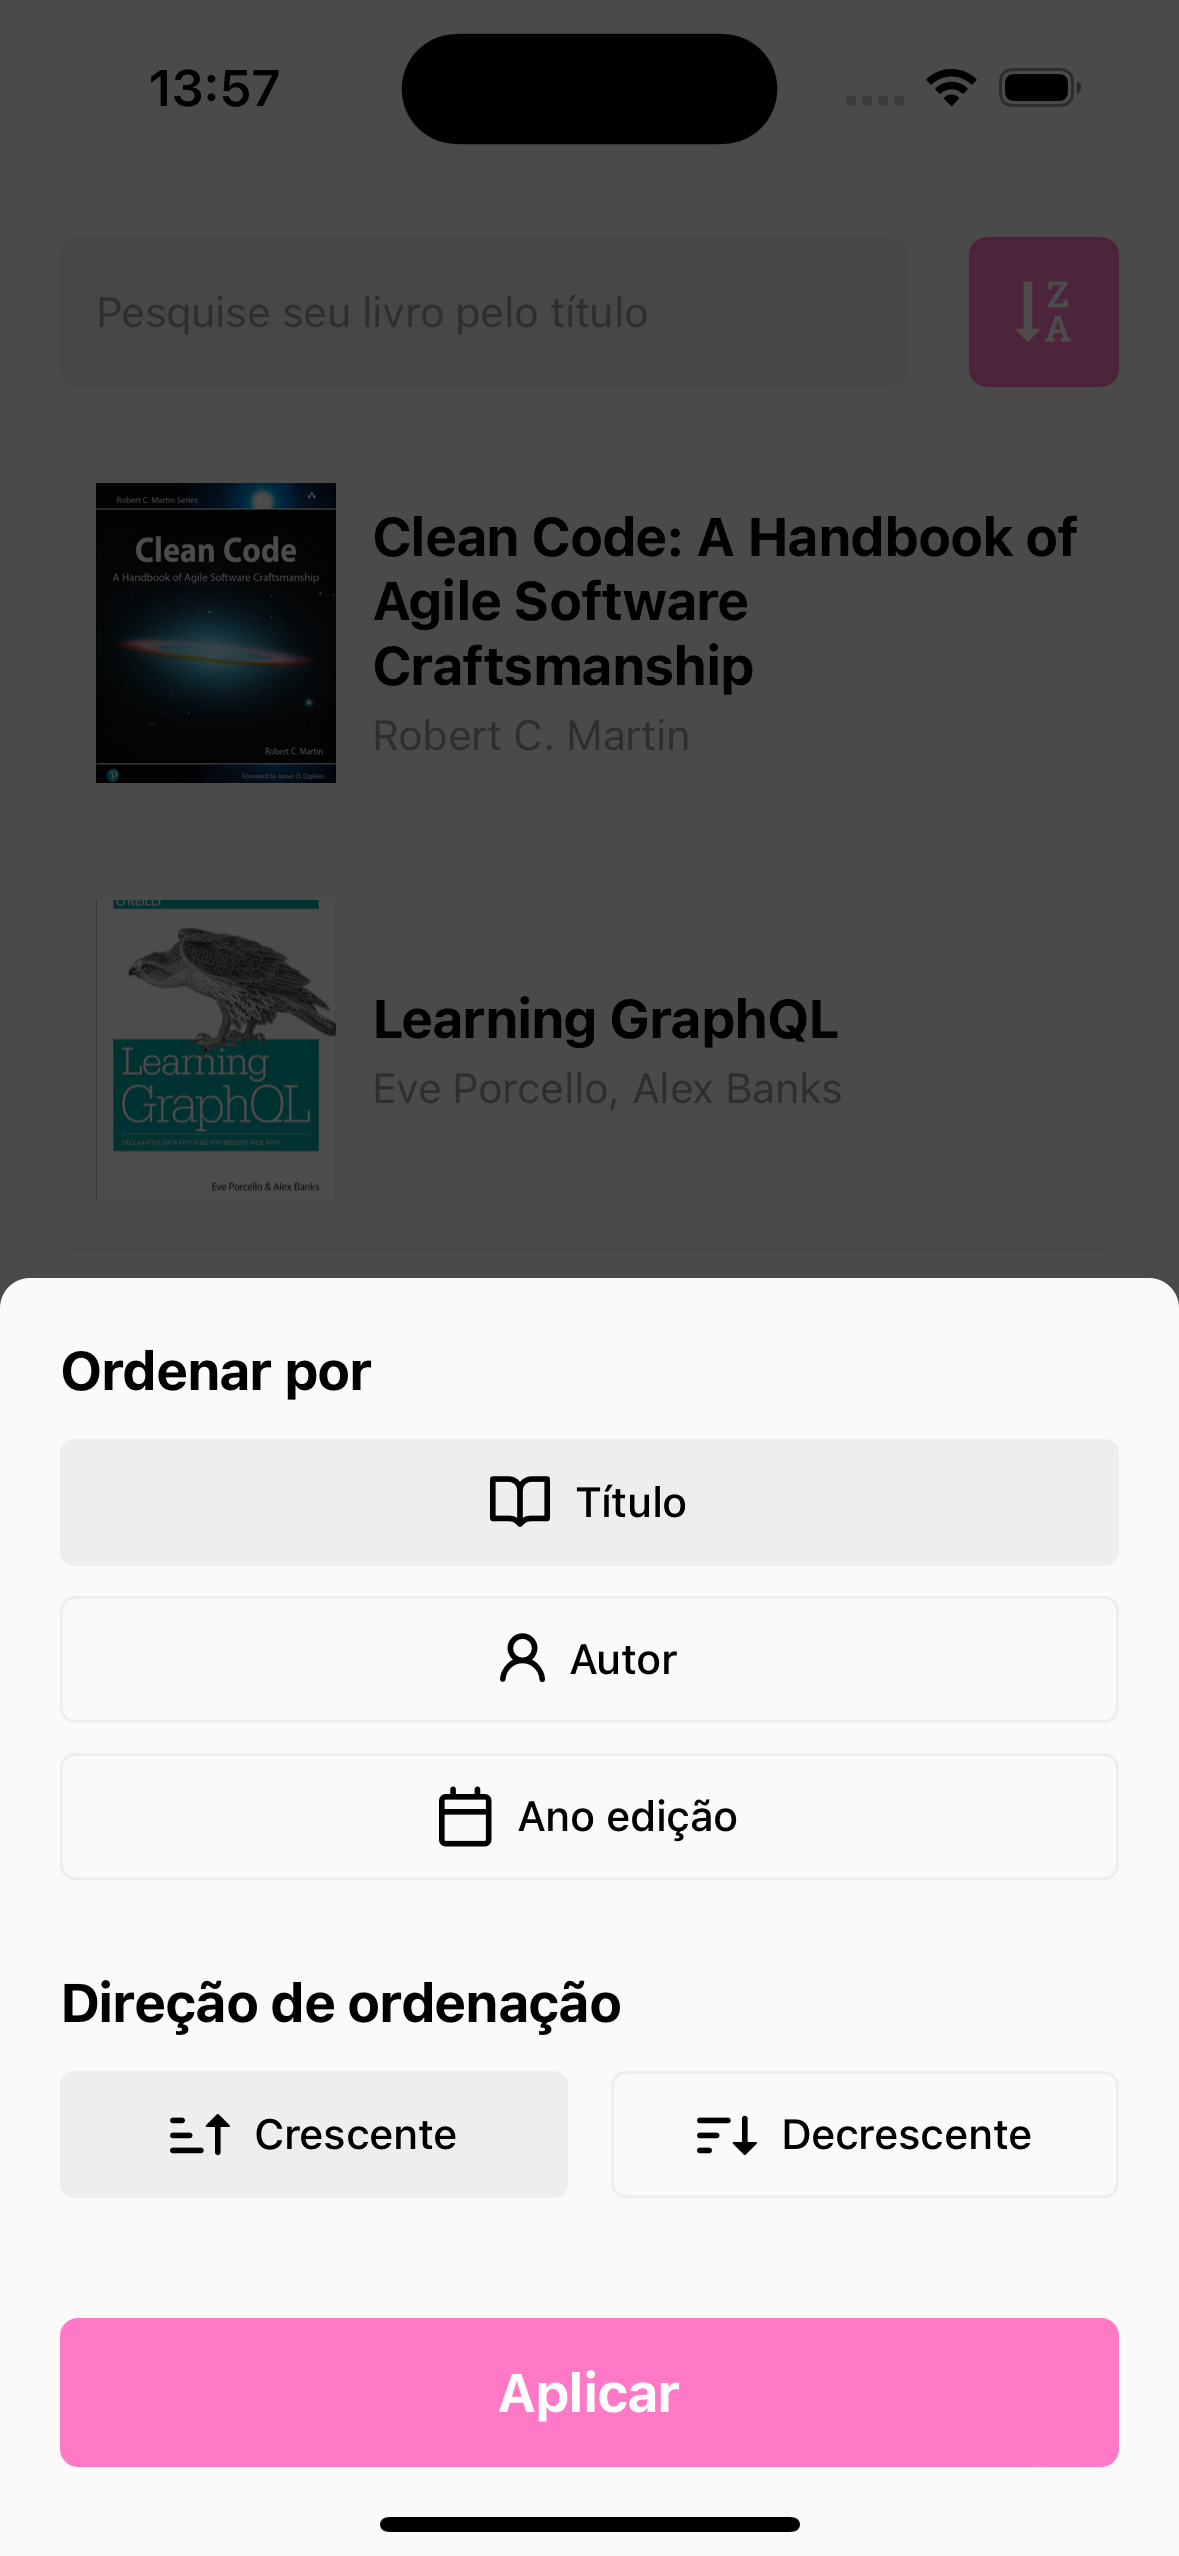 13:57
Pesquise seu livro pelo título
Z
A
Robert C. Martin Series
Clean Code
A Handbook of Agile Software Craftsmanship
Robert C. Martin
Foreword by James O. Coplien
Clean Code: A Handbook of
Agile Software
Craftsmanship
Robert C. Martin
O'REILLY
Learning
GraphQL
DECLARATIVE DATA FETCHING FOR MODERN WEB APPS
Eve Porcello & Alex Banks
Learning GraphQL
Eve Porcello, Alex Banks
Ordenar por
Título
Autor
Ano edição
Direção de ordenação
Crescente
Decrescente
Aplicar